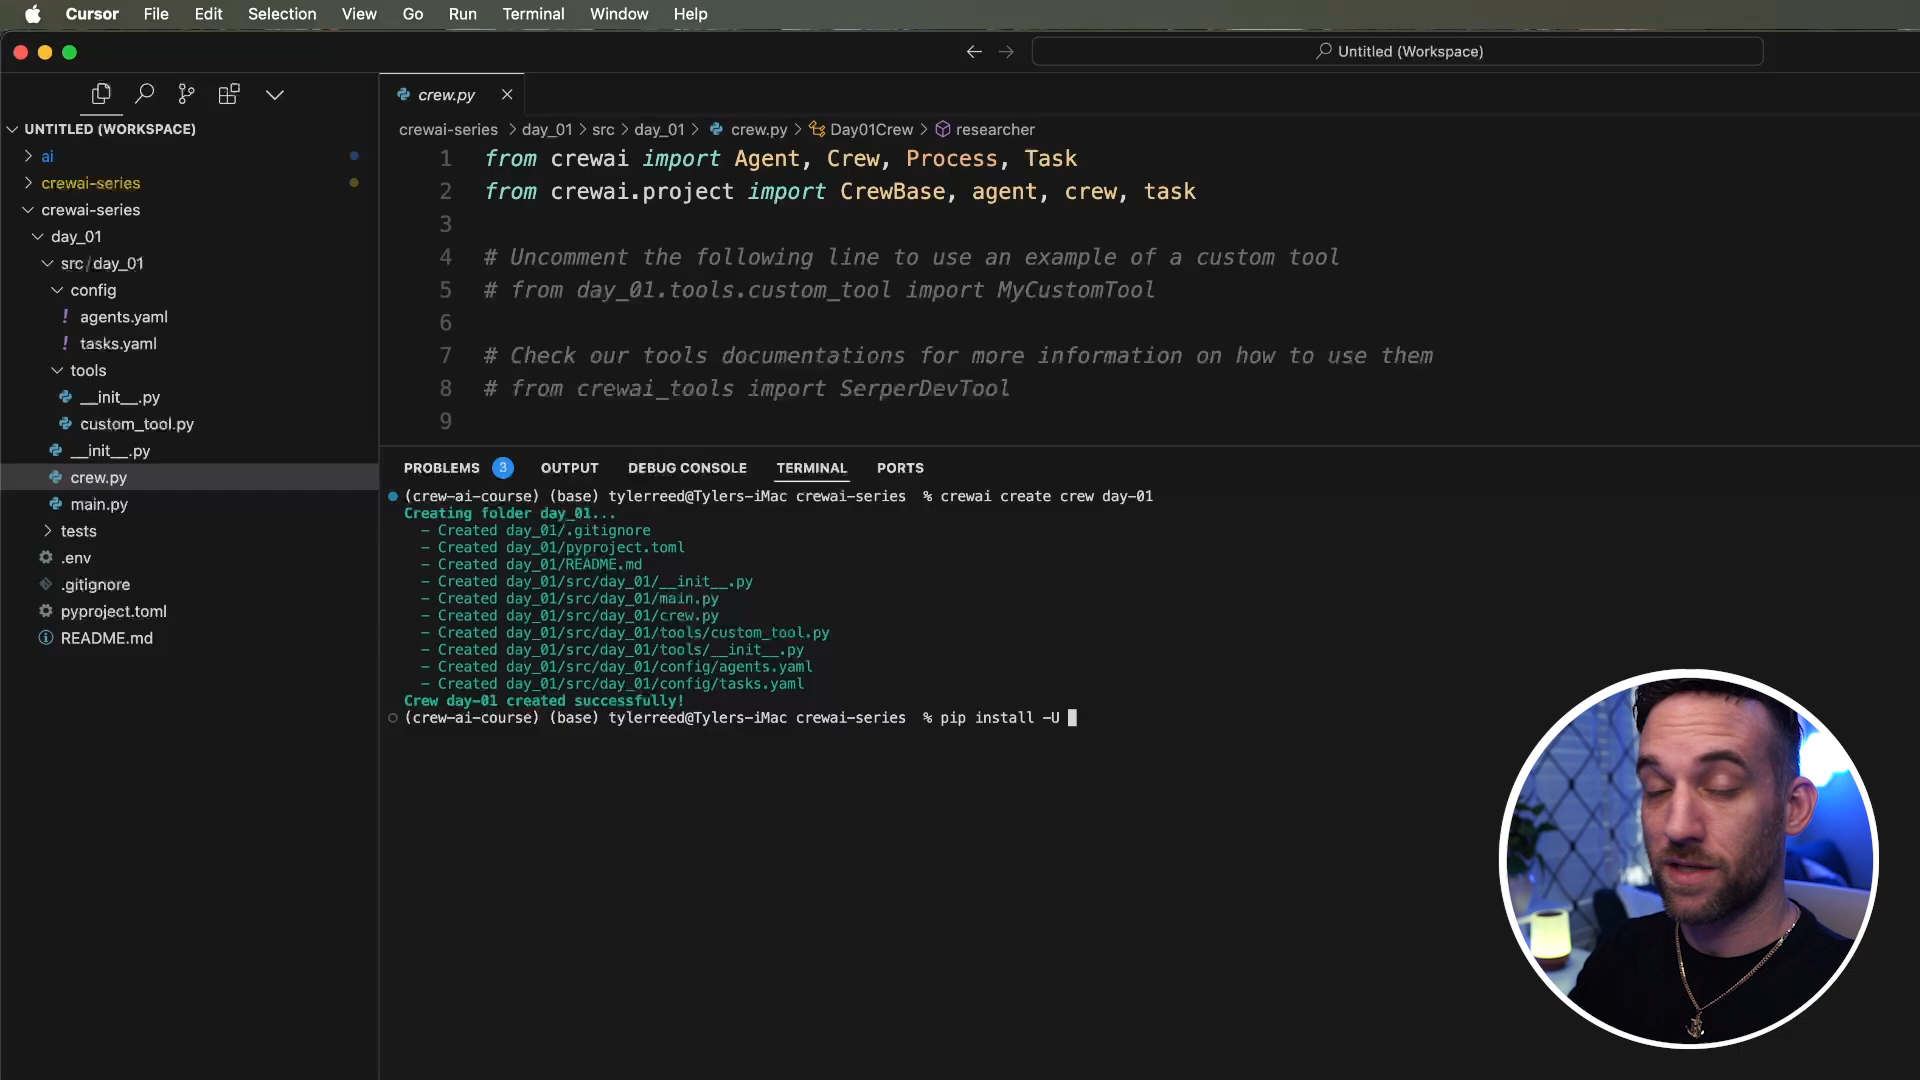 Cursor File Edit Selection View Go Run Terminal Window Help
Untitled (Workspace)
UNTITLED (WORKSPACE)
ai
crewai-series
crewai-series
day_01
src / day_01
config
! agents.yaml
! tasks.yaml
tools
__init__.py
custom_tool.py
__init__.py
crew.py
main.py
tests
.env
.gitignore
pyproject.toml
README.md
crew.py
crewai-series > day_01 > src > day_01 > crew.py > Day01Crew > researcher
1 from crewai import Agent, Crew, Process, Task
2 from crewai.project import CrewBase, agent, crew, task
3
4 # Uncomment the following line to use an example of a custom tool
5 # from day_01.tools.custom_tool import MyCustomTool
6
7 # Check our tools documentations for more information on how to use them
8 # from crewai_tools import SerperDevTool
9
PROBLEMS 3 OUTPUT DEBUG CONSOLE TERMINAL PORTS
(crew-ai-course) (base) tylerreed@Tylers-iMac crewai-series % crewai create crew day-01
Creating folder day_01...
- Created day_01/.gitignore
- Created day_01/pyproject.toml
- Created day_01/README.md
- Created day_01/src/day_01/__init__.py
- Created day_01/src/day_01/main.py
- Created day_01/src/day_01/crew.py
- Created day_01/src/day_01/tools/custom_tool.py
- Created day_01/src/day_01/tools/__init__.py
- Created day_01/src/day_01/config/agents.yaml
- Created day_01/src/day_01/config/tasks.yaml
Crew day-01 created successfully!
(crew-ai-course) (base) tylerreed@Tylers-iMac crewai-series % pip install -U